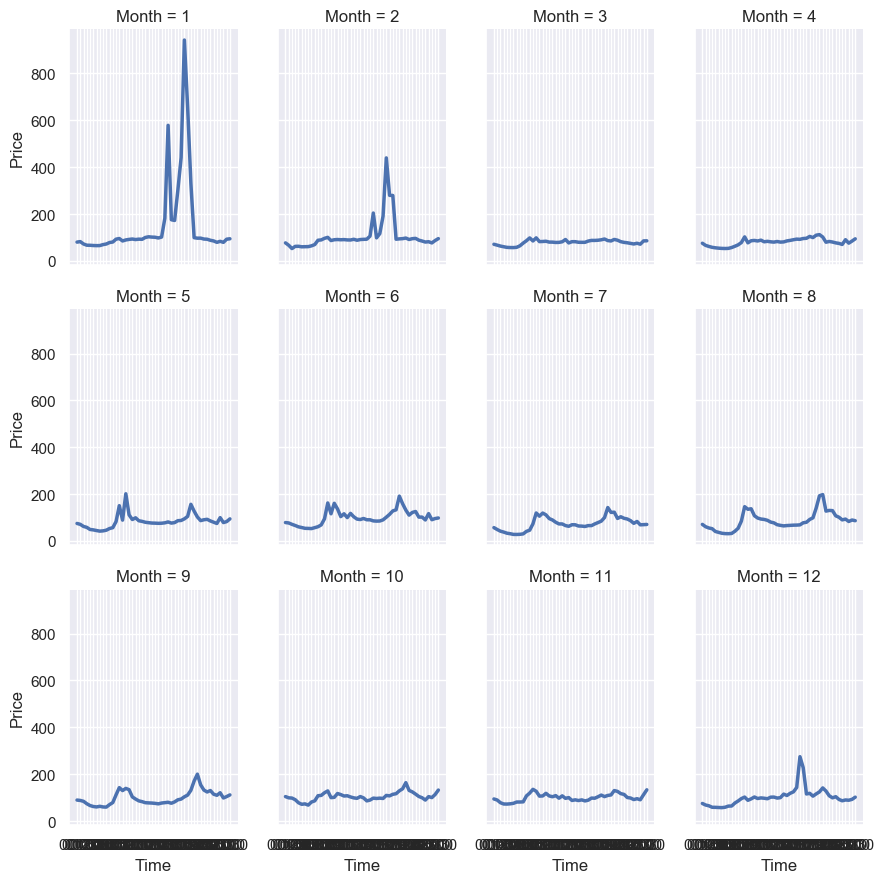 Month = 1
Month = 2
Month = 3
Month = 4
Price
800
600
400
200
0
Month = 5
Month = 6
Month = 7
Month = 8
Price
800
600
400
200
0
Month = 9
Month = 10
Month = 11
Month = 12
Price
800
600
400
200
0
Time
Time
Time
Time